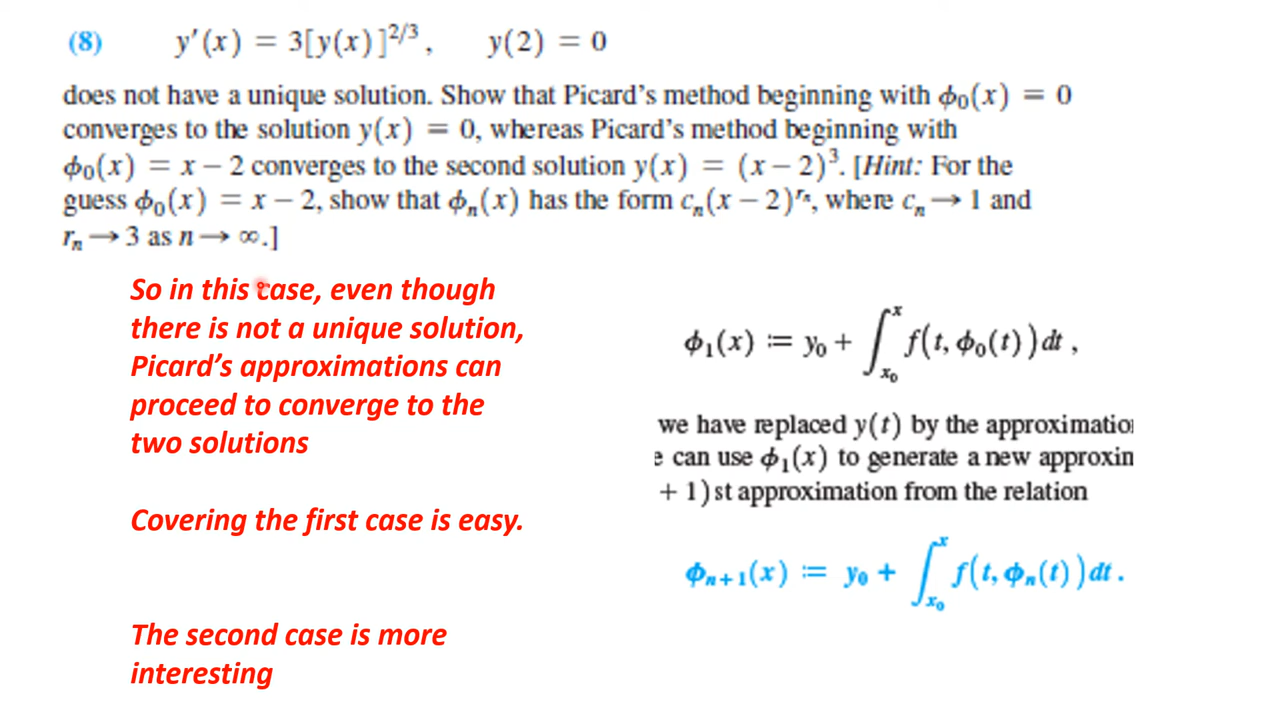 (8) y′(x) = 3[y(x)]^{2/3}, y(2) = 0
does not have a unique solution. Show that Picard's method beginning with ϕ₀(x) = 0
converges to the solution y(x) = 0, whereas Picard's method beginning with
ϕ₀(x) = x − 2 converges to the second solution y(x) = (x − 2)³. [Hint: For the
guess ϕ₀(x) = x − 2, show that ϕₙ(x) has the form cₙ(x − 2)^{rₙ}, where cₙ → 1 and
rₙ → 3 as n → ∞.]
So in this case, even though
there is not a unique solution,
Picard's approximations can
proceed to converge to the
two solutions
Covering the first case is easy.
The second case is more
interesting
ϕ₁(x) := y₀ + ∫_{x₀}^{x} f(t, ϕ₀(t)) dt ,
we have replaced y(t) by the approximatio
e can use ϕ₁(x) to generate a new approxin
+ 1)st approximation from the relation
ϕₙ₊₁(x) := y₀ + ∫_{x₀}^{x} f(t, ϕₙ(t)) dt .